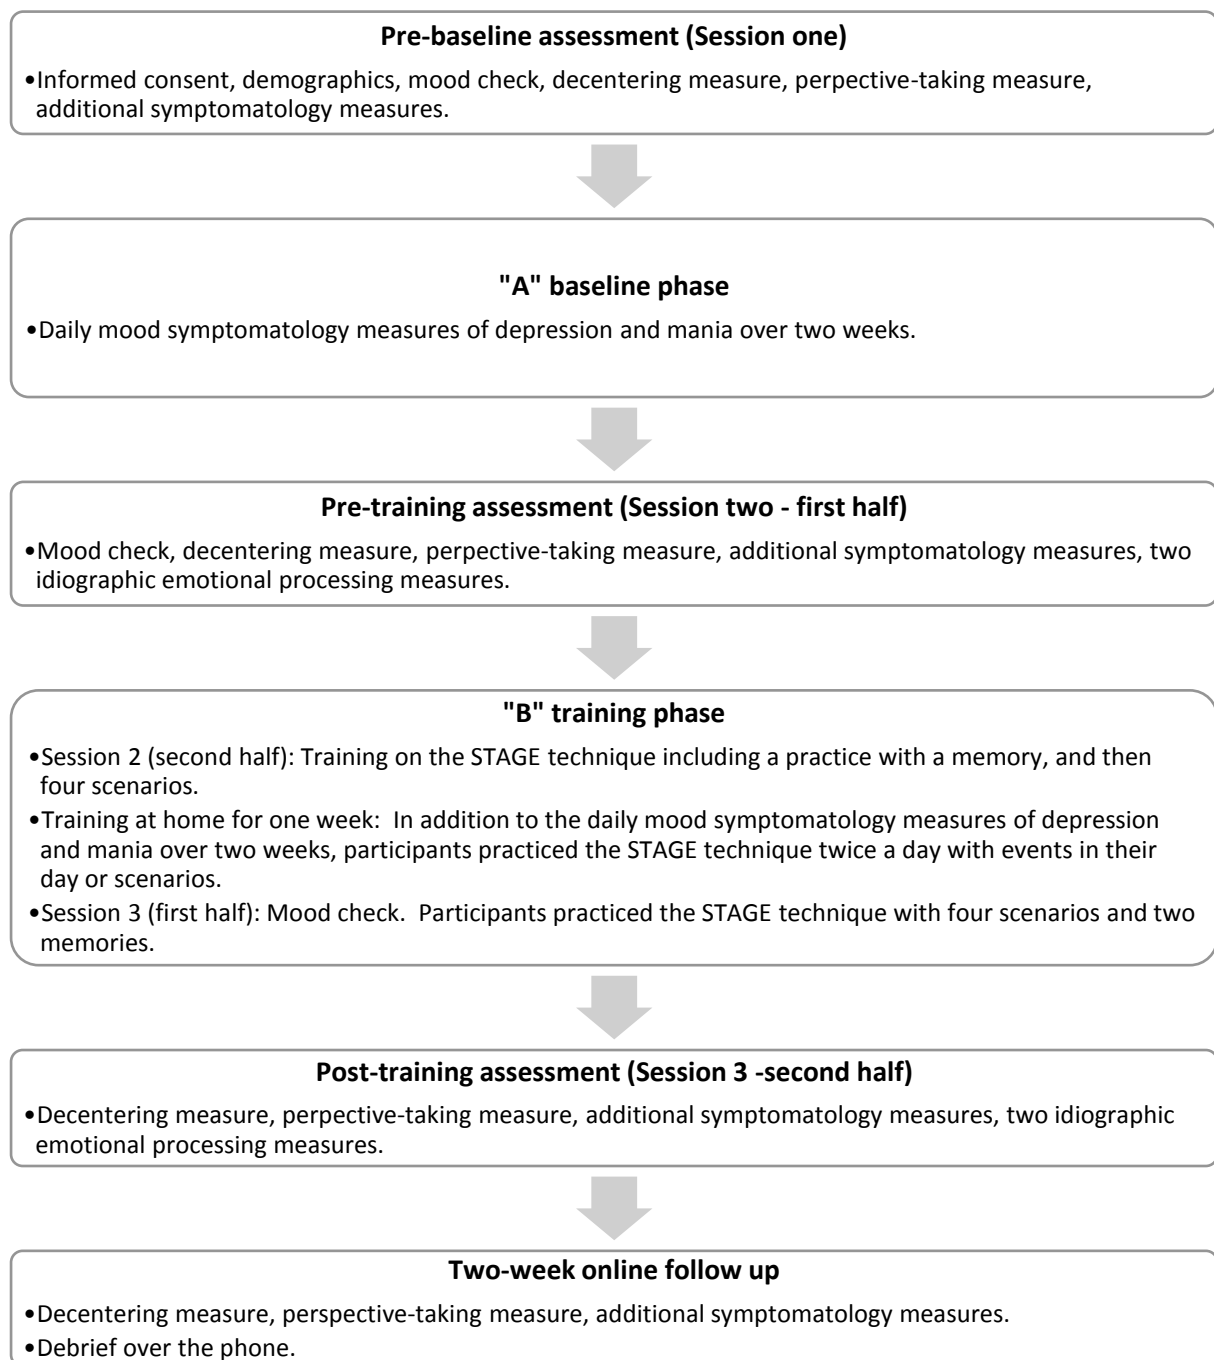 Pre-baseline assessment (Session one)
•Informed consent, demographics, mood check, decentering measure, perpective-taking measure,
additional symptomatology measures.
"A" baseline phase
•Daily mood symptomatology measures of depression and mania over two weeks.
Pre-training assessment (Session two - first half)
•Mood check, decentering measure, perpective-taking measure, additional symptomatology measures, two
idiographic emotional processing measures.
"B" training phase
•Session 2 (second half): Training on the STAGE technique including a practice with a memory, and then
four scenarios.
•Training at home for one week: In addition to the daily mood symptomatology measures of depression
and mania over two weeks, participants practiced the STAGE technique twice a day with events in their
day or scenarios.
•Session 3 (first half): Mood check. Participants practiced the STAGE technique with four scenarios and two
memories.
Post-training assessment (Session 3 -second half)
•Decentering measure, perpective-taking measure, additional symptomatology measures, two idiographic
emotional processing measures.
Two-week online follow up
•Decentering measure, perspective-taking measure, additional symptomatology measures.
•Debrief over the phone.